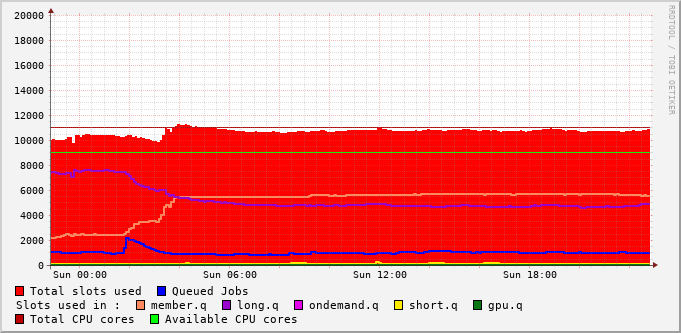 RRDTOOL / TOBI OETIKER
20000
18000
16000
14000
12000
10000
8000
6000
4000
2000
0
Sun 00:00 Sun 06:00 Sun 12:00 Sun 18:00
Total slots used Queued Jobs
Slots used in : member.q long.q ondemand.q short.q gpu.q
Total CPU cores Available CPU cores